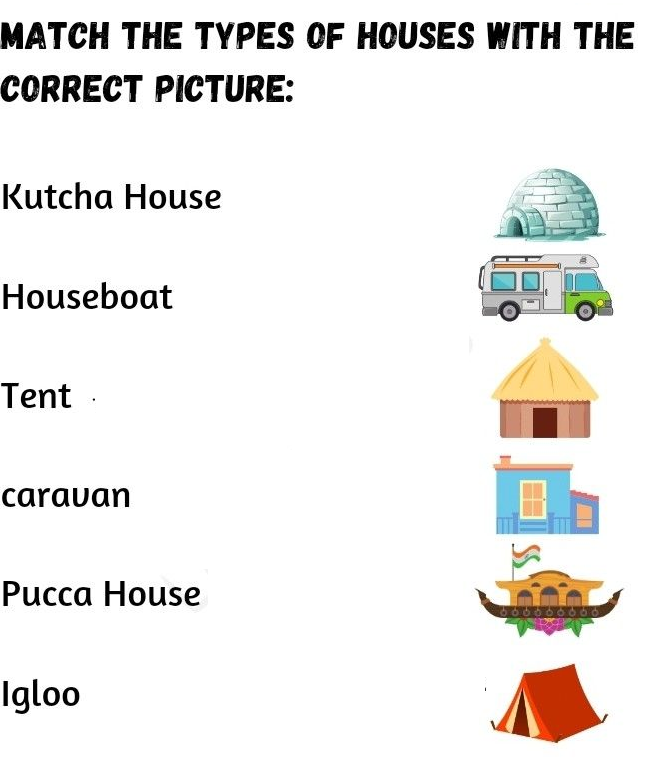 MATCH THE TYPES OF HOUSES WITH THE
CORRECT PICTURE:
Kutcha House
Houseboat
Tent
caravan
Pucca House
Igloo